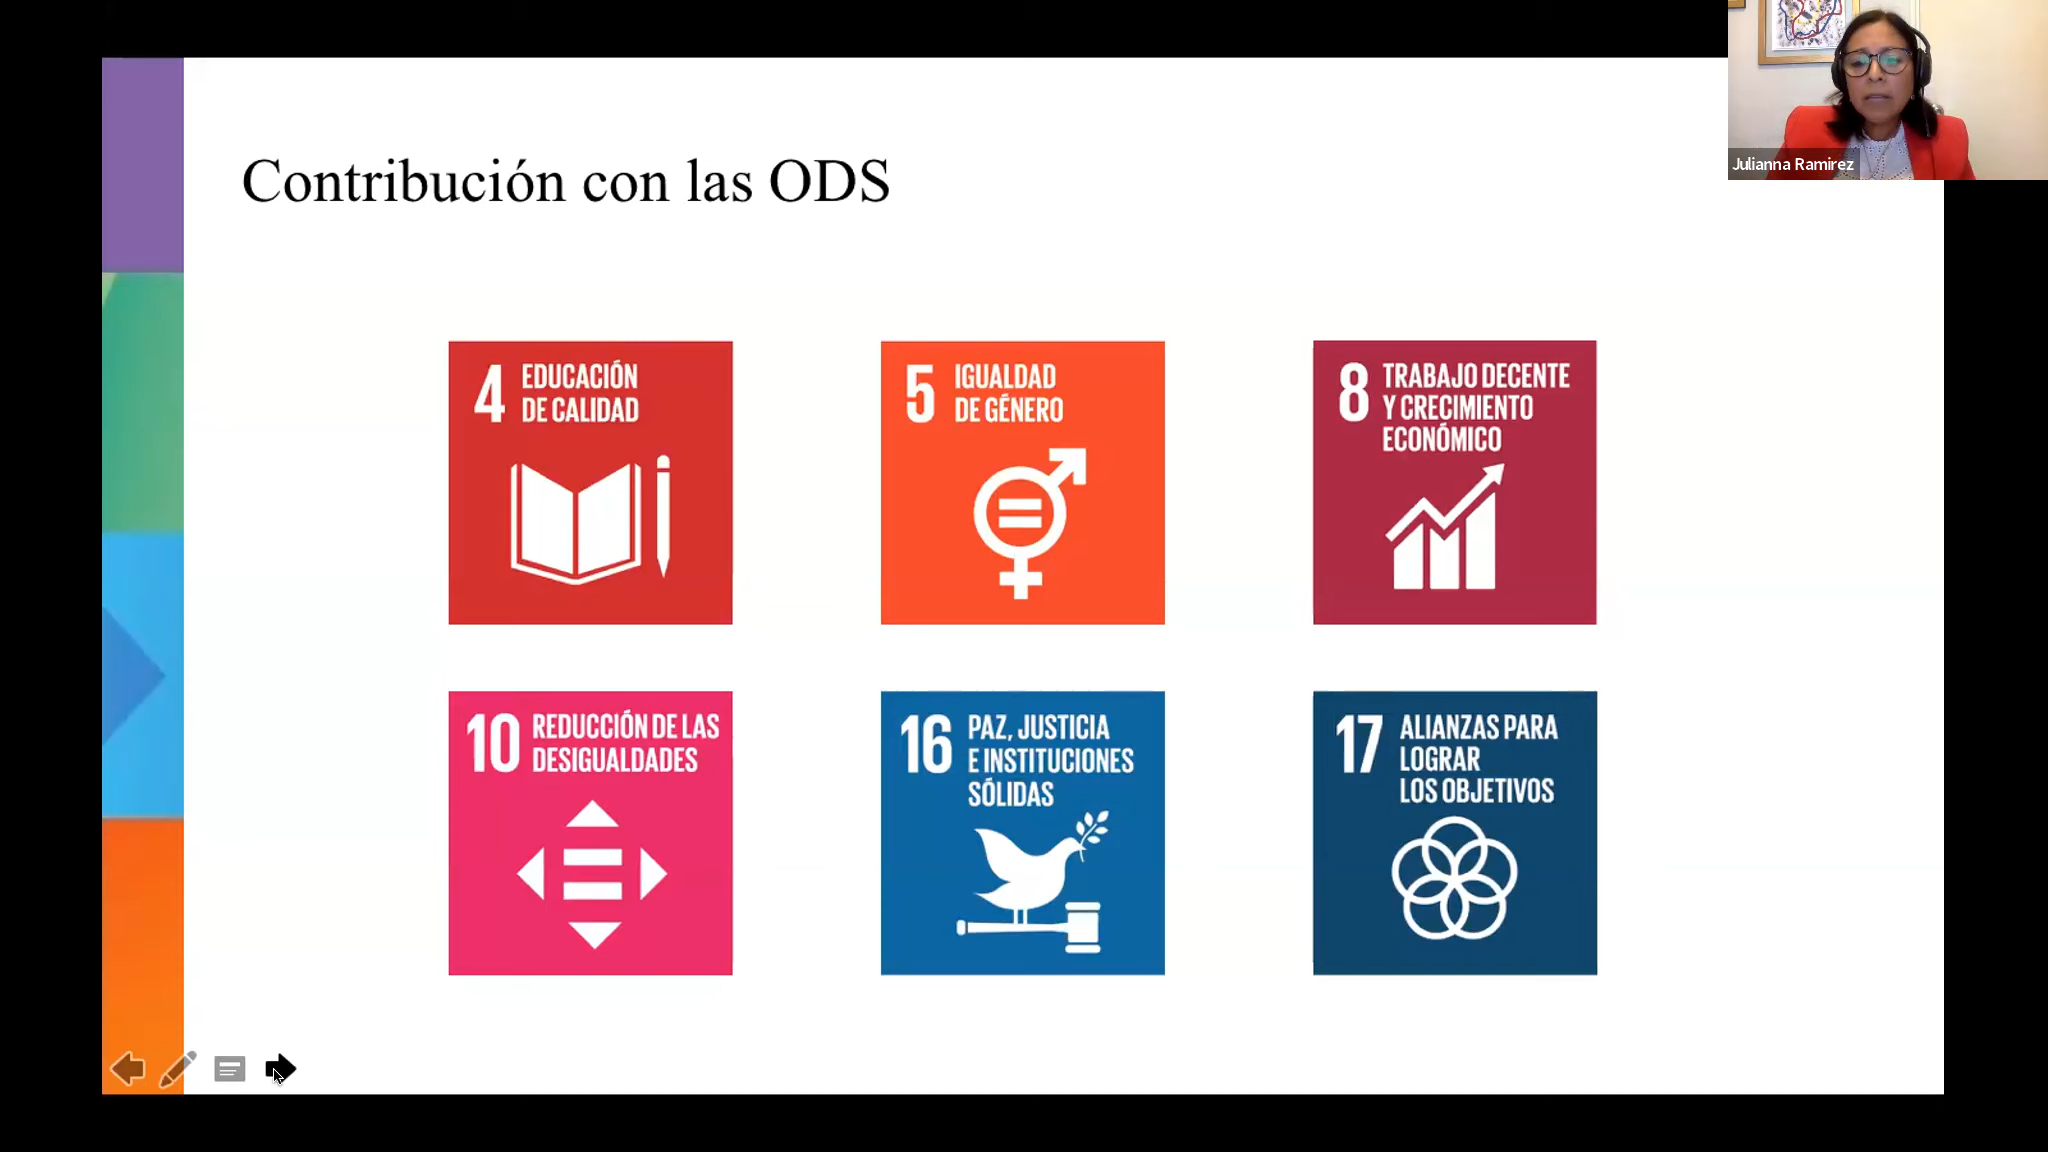 Julianna Ramirez
Contribución con las ODS
4 EDUCACIÓN
DE CALIDAD
5 IGUALDAD
DE GÉNERO
8 TRABAJO DECENTE
Y CRECIMIENTO
ECONÓMICO
10 REDUCCIÓN DE LAS
DESIGUALDADES
16 PAZ, JUSTICIA
E INSTITUCIONES
SÓLIDAS
17 ALIANZAS PARA
LOGRAR
LOS OBJETIVOS